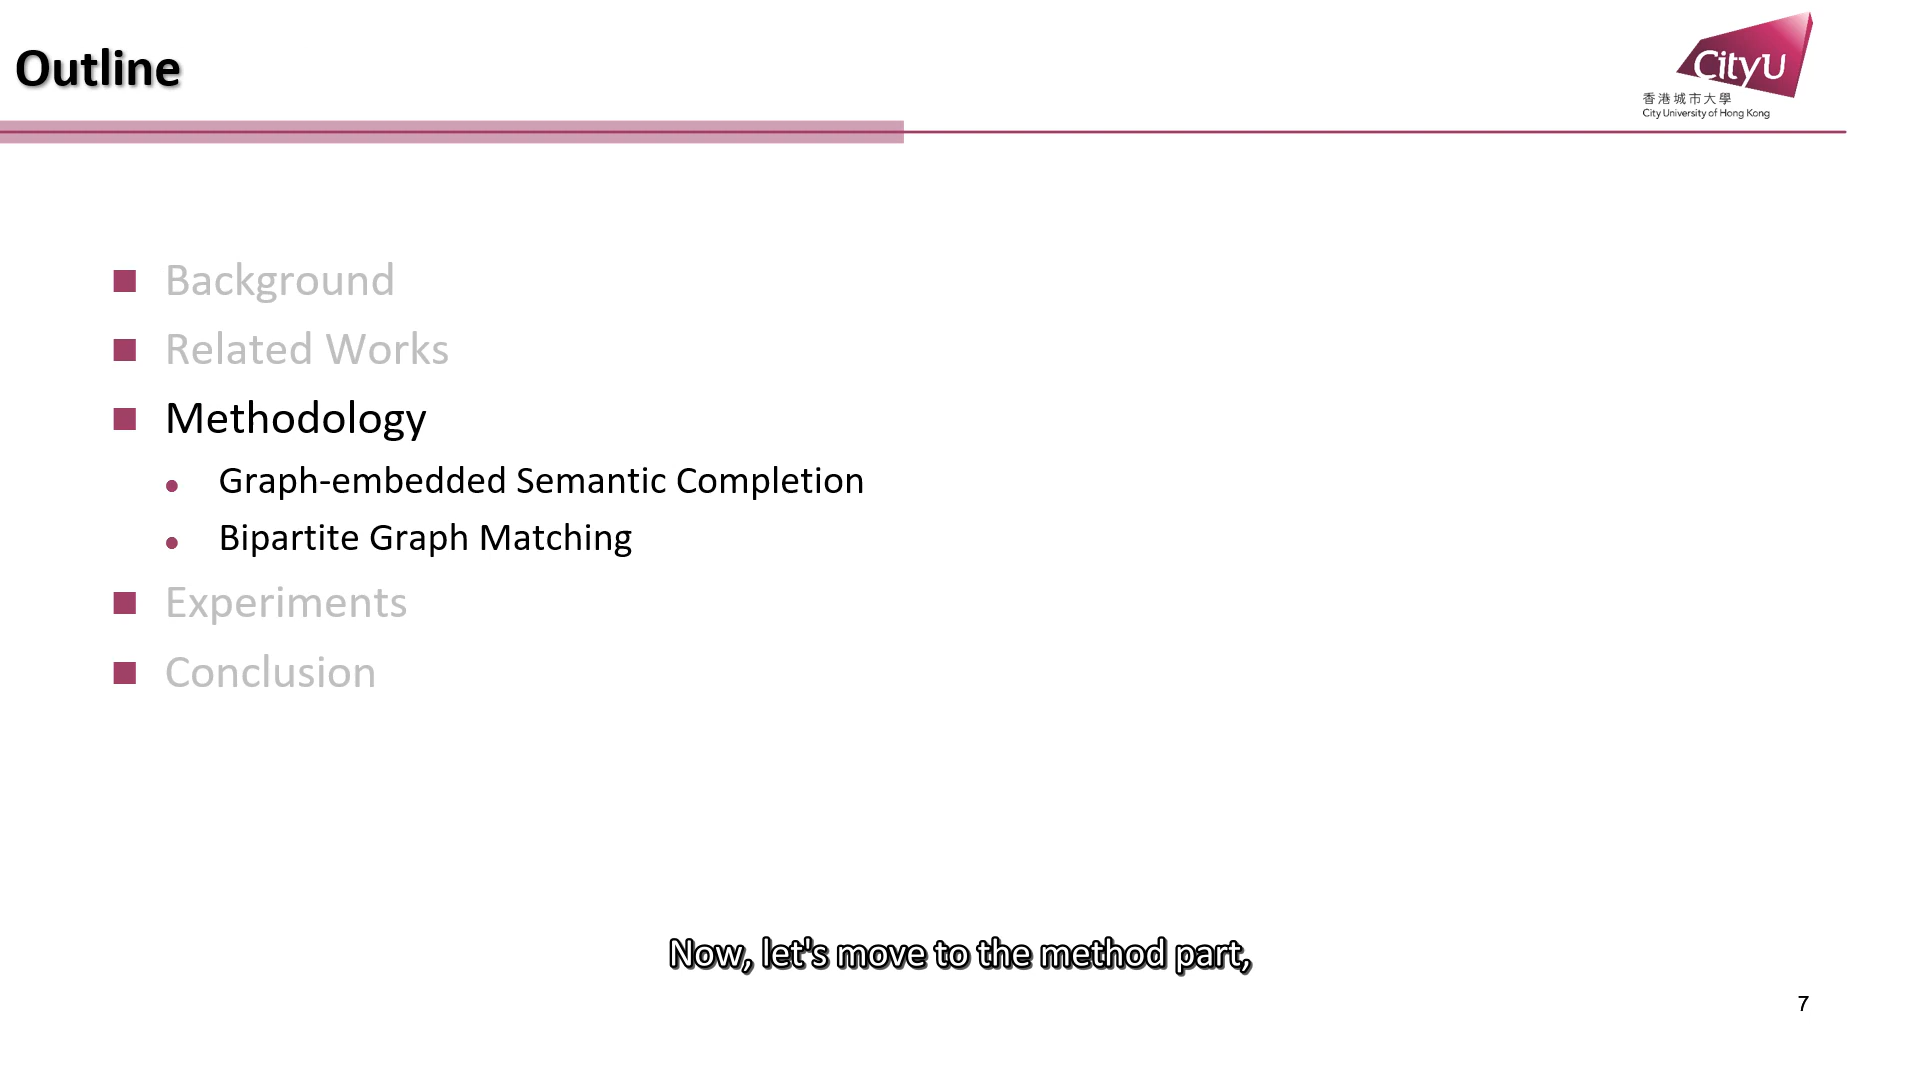 Outline
CityU
香港城市大學
City University of Hong Kong
Background
Related Works
Methodology
Graph-embedded Semantic Completion
Bipartite Graph Matching
Experiments
Conclusion
Now, let's move to the method part,
7